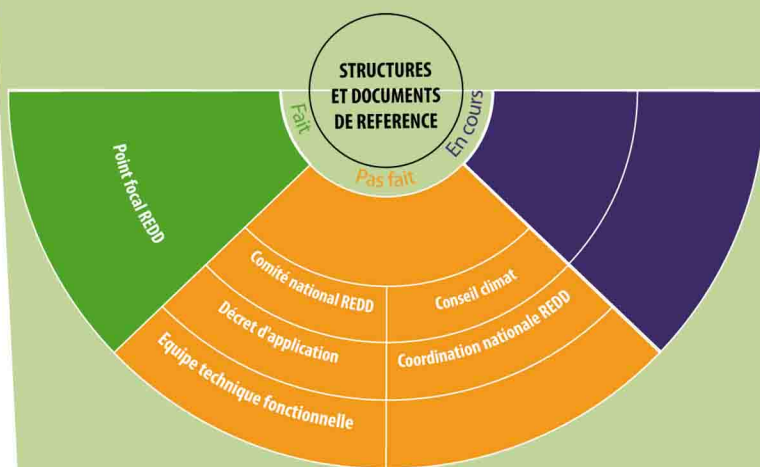 STRUCTURES
ET DOCUMENTS
DE REFERENCE
Fait
Pas fait
En cours
Point focal REDD
Comité national REDD
Conseil climat
Décret d'application
Coordination nationale REDD
Equipe technique fonctionnelle